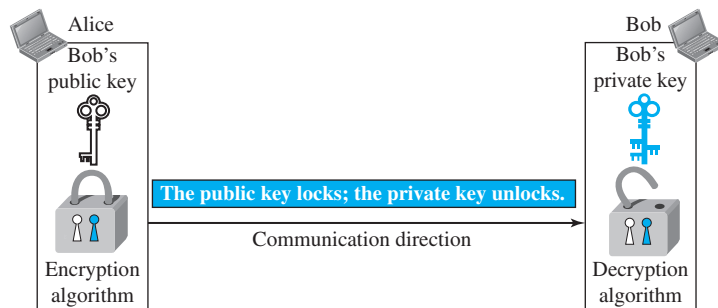 Alice
Bob's
public key
Encryption
algorithm
The public key locks; the private key unlocks.
Communication direction
Bob
Bob's
private key
Decryption
algorithm